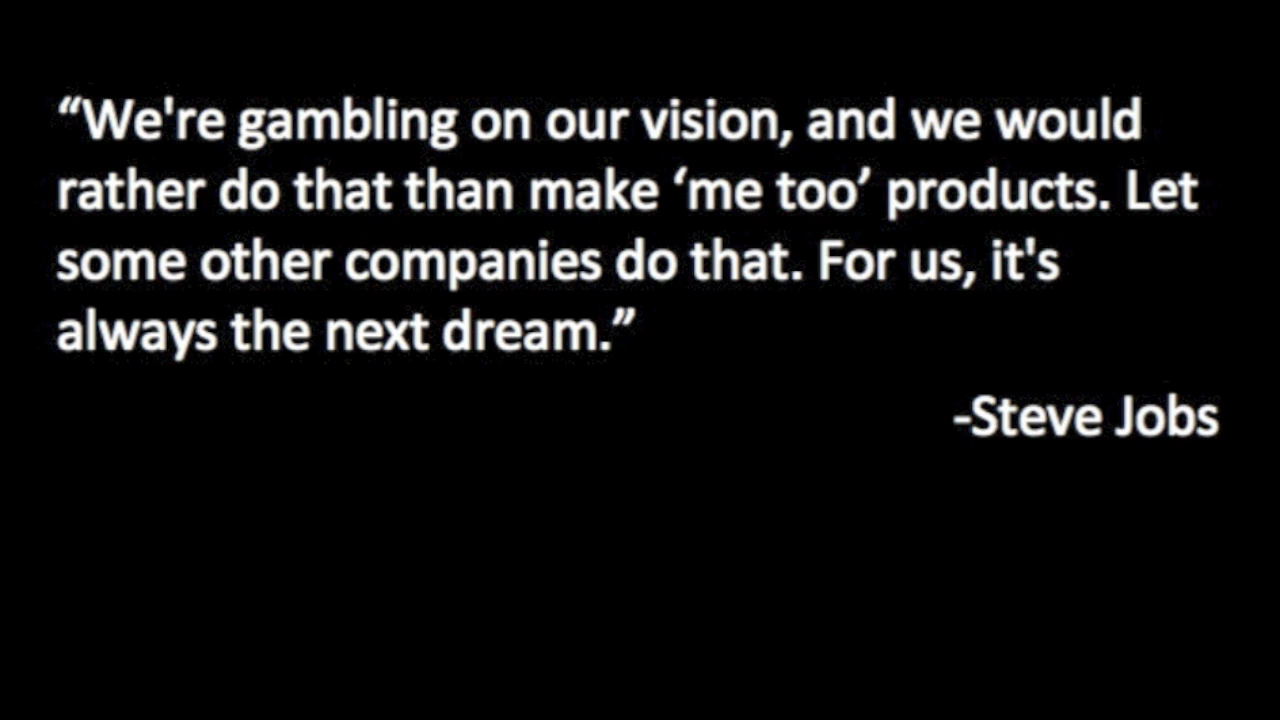 “We're gambling on our vision, and we would
rather do that than make ‘me too’ products. Let
some other companies do that. For us, it's
always the next dream.”
-Steve Jobs